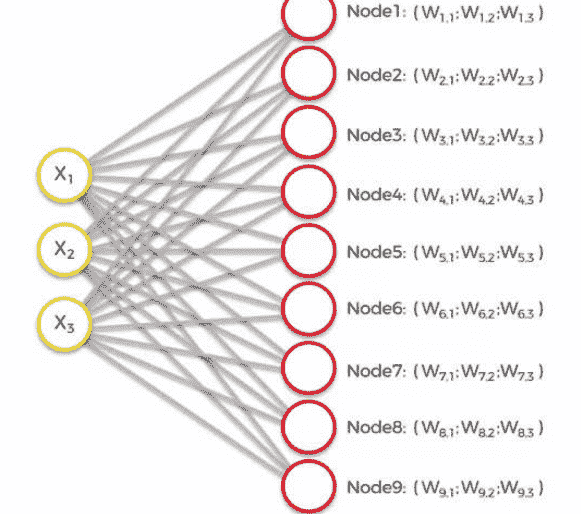 Node1: (W1,1;W1,2;W1,3)
Node2: (W2,1;W2,2;W2,3)
Node3: (W3,1;W3,2;W3,3)
X1
Node4: (W4,1;W4,2;W4,3)
X2
Node5: (W5,1;W5,2;W5,3)
X3
Node6: (W6,1;W6,2;W6,3)
Node7: (W7,1;W7,2;W7,3)
Node8: (W8,1;W8,2;W8,3)
Node9: (W9,1;W9,2;W9,3)